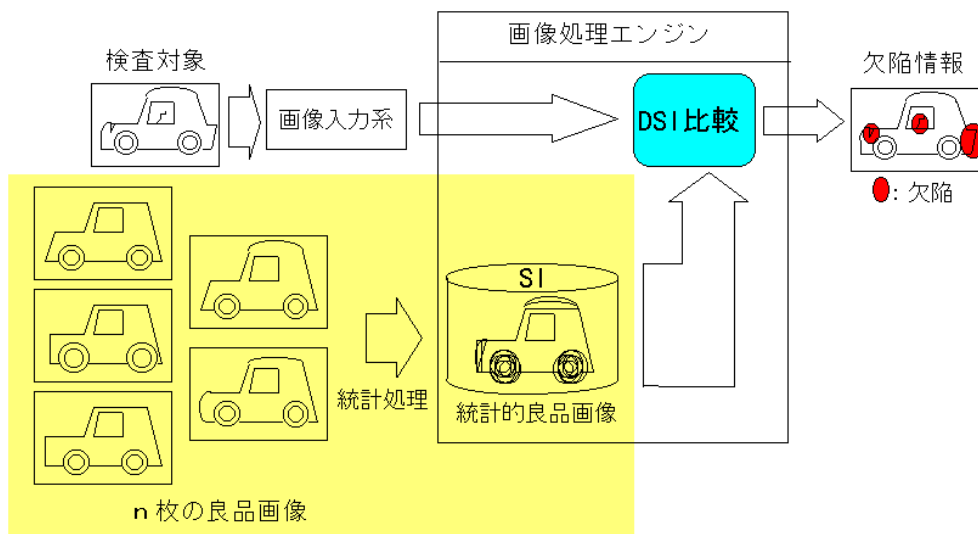 画像処理エンジン
検査対象
欠陥情報
画像入力系
DSI比較
●: 欠陥
SI
統計処理
統計的良品画像
n枚の良品画像